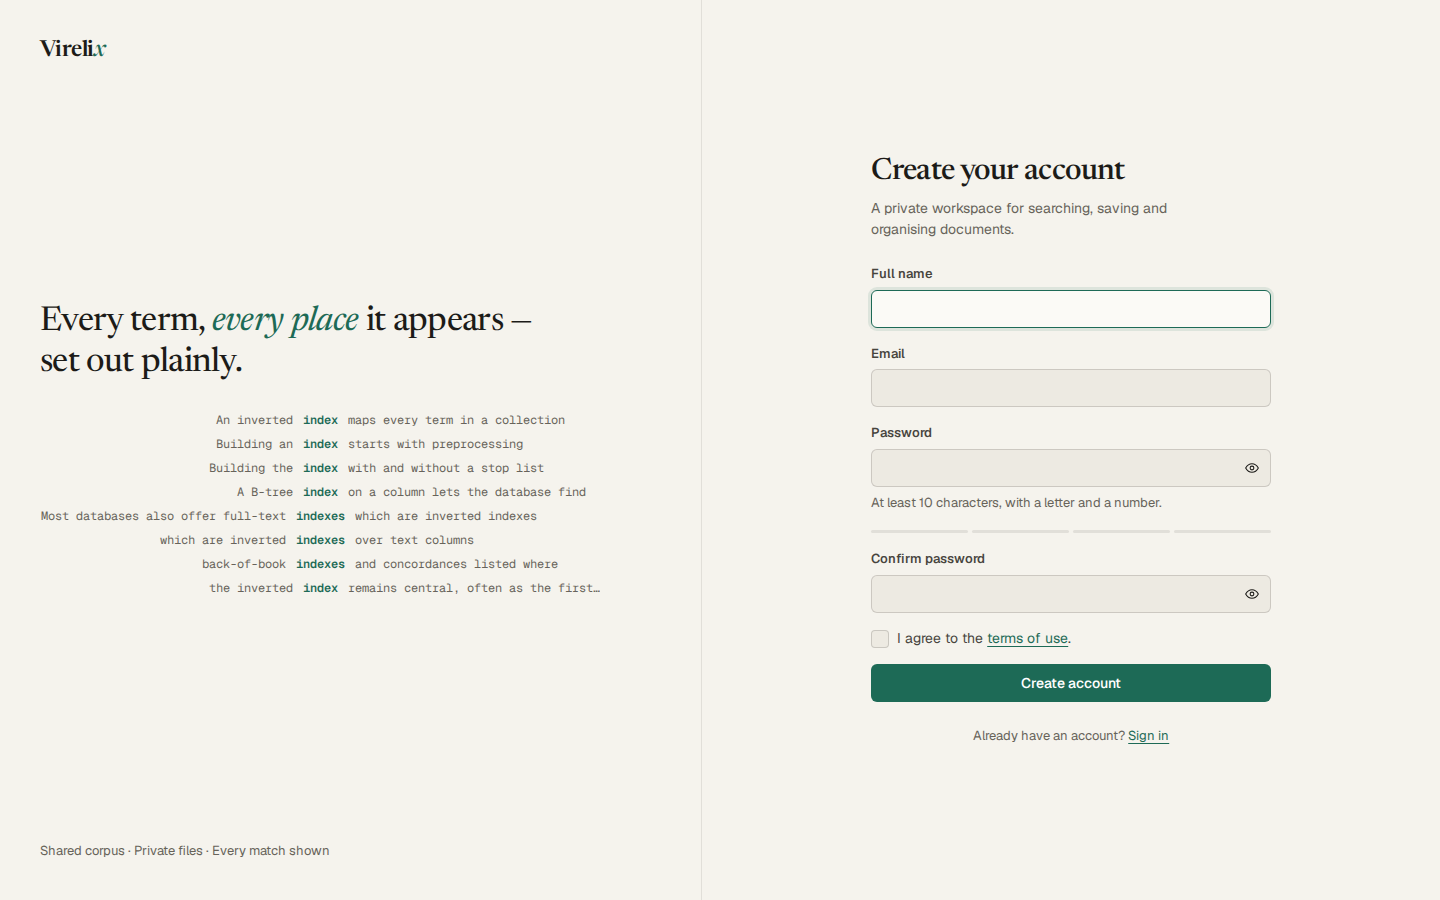 Virelix
Every term, every place it appears —
set out plainly.
An inverted index maps every term in a collection
Building an index starts with preprocessing
Building the index with and without a stop list
A B-tree index on a column lets the database find
Most databases also offer full-text indexes which are inverted indexes
which are inverted indexes over text columns
back-of-book indexes and concordances listed where
the inverted index remains central, often as the first…
Shared corpus · Private files · Every match shown
Create your account
A private workspace for searching, saving and
organising documents.
Full name
Email
Password
At least 10 characters, with a letter and a number.
Confirm password
I agree to the terms of use.
Create account
Already have an account? Sign in